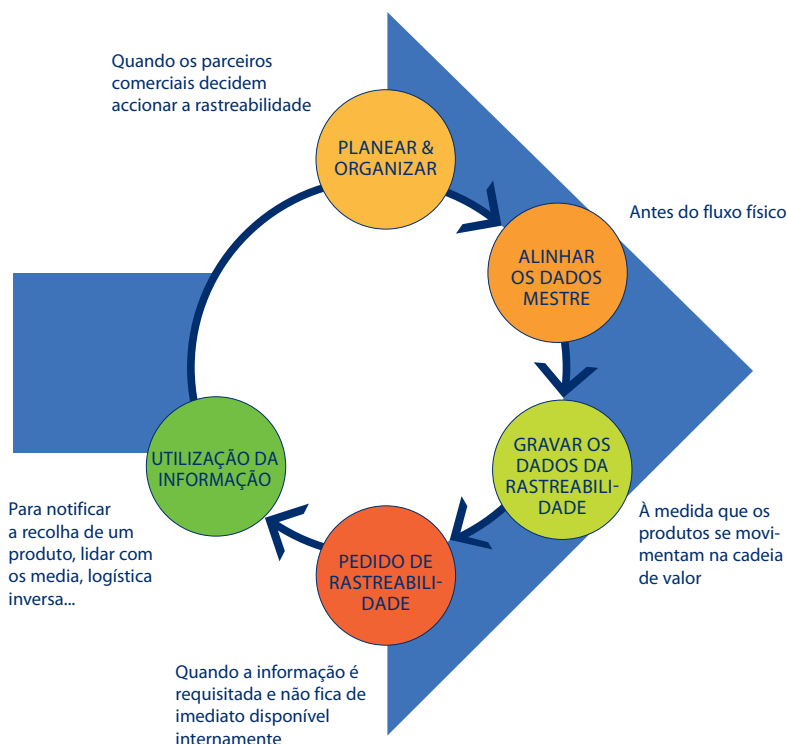 Quando os parceiros
comerciais decidem
accionar a rastreabilidade
PLANEAR &
ORGANIZAR
Antes do fluxo físico
ALINHAR
OS DADOS
MESTRE
GRAVAR OS
DADOS DA
RASTREABILI-
DADE
À medida que os
produtos se movi-
mentam na cadeia
de valor
PEDIDO DE
RASTREABILI-
DADE
Quando a informação é
requisitada e não fica de
imediato disponível
internamente
UTILIZAÇÃO DA
INFORMAÇÃO
Para notificar
a recolha de um
produto, lidar com
os media, logística
inversa...